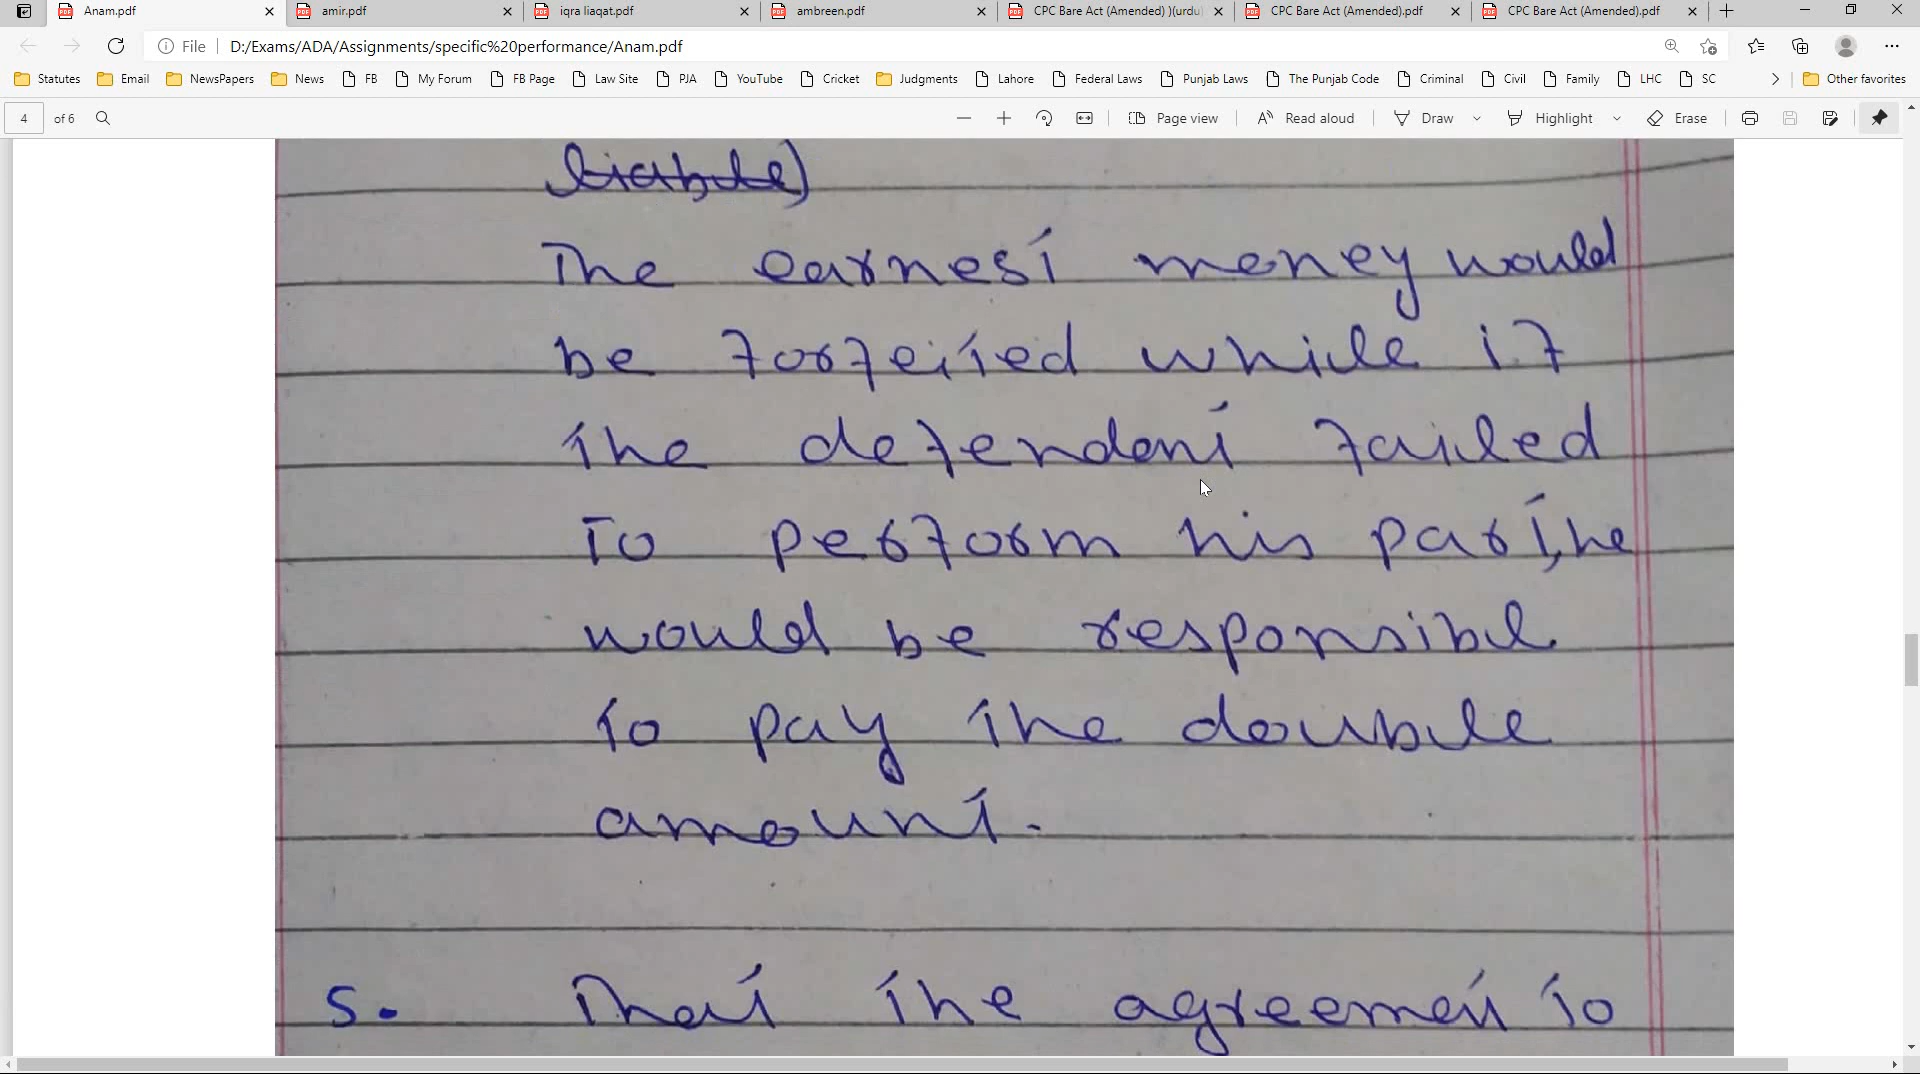 Anam.pdf
amir.pdf
iqra liaqat.pdf
ambreen.pdf
CPC Bare Act (Amended) )(urdu
CPC Bare Act (Amended).pdf
CPC Bare Act (Amended).pdf
File | D:/Exams/ADA/Assignments/specific%20performance/Anam.pdf
Statutes Email NewsPapers News FB My Forum FB Page Law Site PJA YouTube Cricket Judgments Lahore Federal Laws Punjab Laws The Punjab Code Criminal Civil Family LHC SC Other favorites
4 of 6 Page view Read aloud Draw Highlight Erase
The earnest money would
be forfeited while if
the defendant failed
to perform his part, he
would be responsibl
to pay the double
amount.
5. That the agreement to